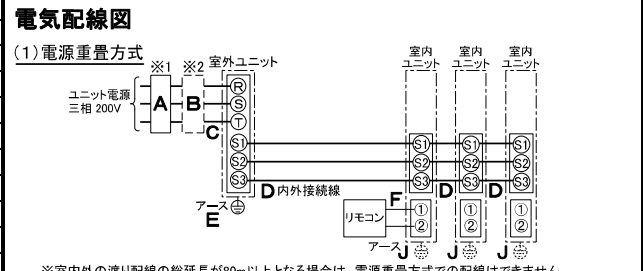 電気配線図
(1)電源重畳方式
※1 ※2 室外ユニット
室内ユニット 室内ユニット 室内ユニット
ユニット電源
三相 200V
A B C
R
S
T
S1 S1 S1 S1
S2 S2 S2 S2
S3 S3 S3 S3
D 内外接続線 F D D
アース
E
リモコン
① ① ①
② ② ②
アース J J J
※室内外の渡り配線の総延長が80m以上となる場合は、電源重畳方式での配線はできません